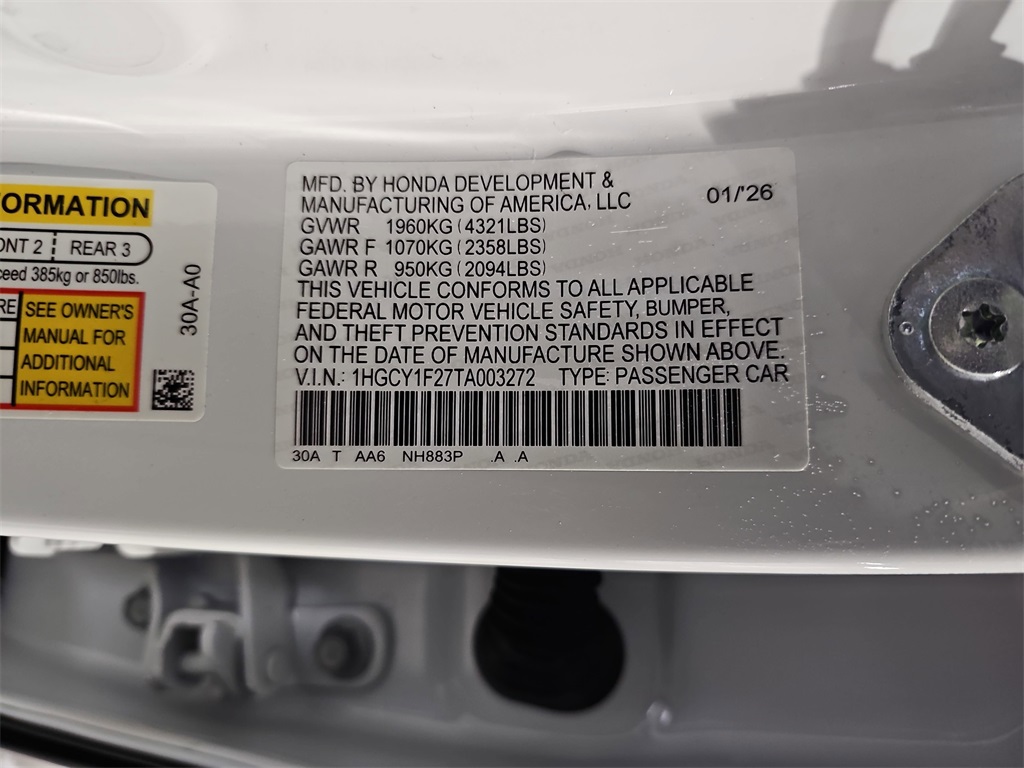 ORMATION
ONT 2 REAR 3
ceed 385kg or 850lbs.
RE SEE OWNER'S
MANUAL FOR
ADDITIONAL
INFORMATION
30A-A0
MFD. BY HONDA DEVELOPMENT &
MANUFACTURING OF AMERICA, LLC 01/'26
GVWR 1960KG (4321LBS)
GAWR F 1070KG (2358LBS)
GAWR R 950KG (2094LBS)
THIS VEHICLE CONFORMS TO ALL APPLICABLE
FEDERAL MOTOR VEHICLE SAFETY, BUMPER,
AND THEFT PREVENTION STANDARDS IN EFFECT
ON THE DATE OF MANUFACTURE SHOWN ABOVE.
V.I.N.: 1HGCY1F27TA003272 TYPE: PASSENGER CAR
30A T AA6 NH883P .A .A